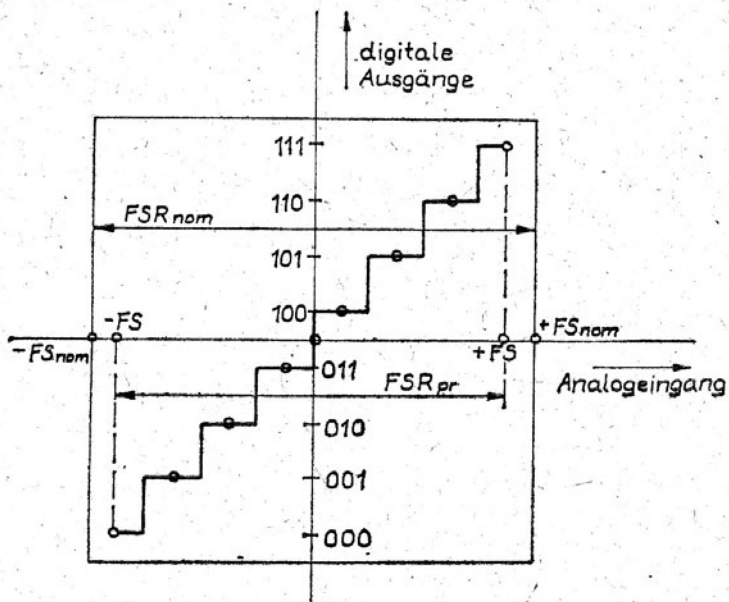 digitale
Ausgänge
111
110
FSR nom
101
100
-FS
+FS nom
-FS nom
+FS
011
FSR pr
Analogeingang
010
001
000